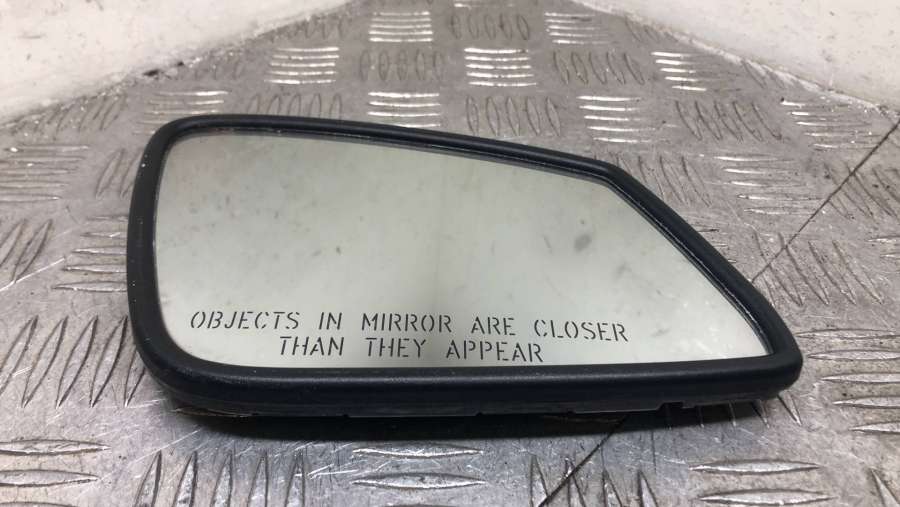 OBJECTS IN MIRROR ARE CLOSER
THAN THEY APPEAR